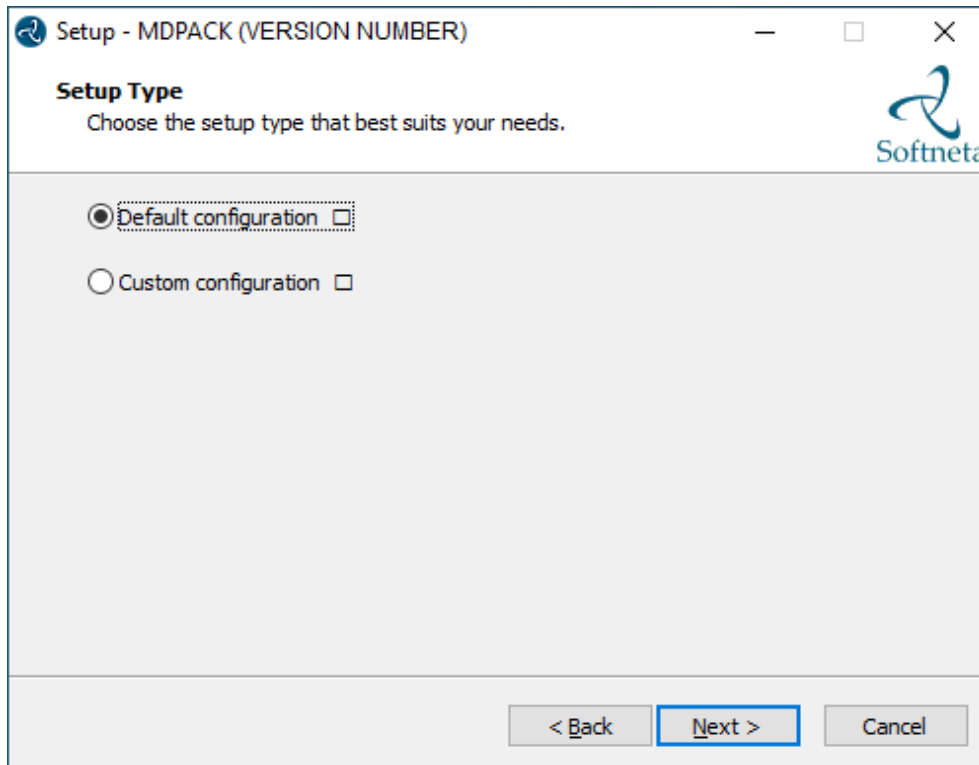 Setup - MDPACK (VERSION NUMBER)
Setup Type
Choose the setup type that best suits your needs.
Softneta
Default configuration □
Custom configuration □
< Back
Next >
Cancel